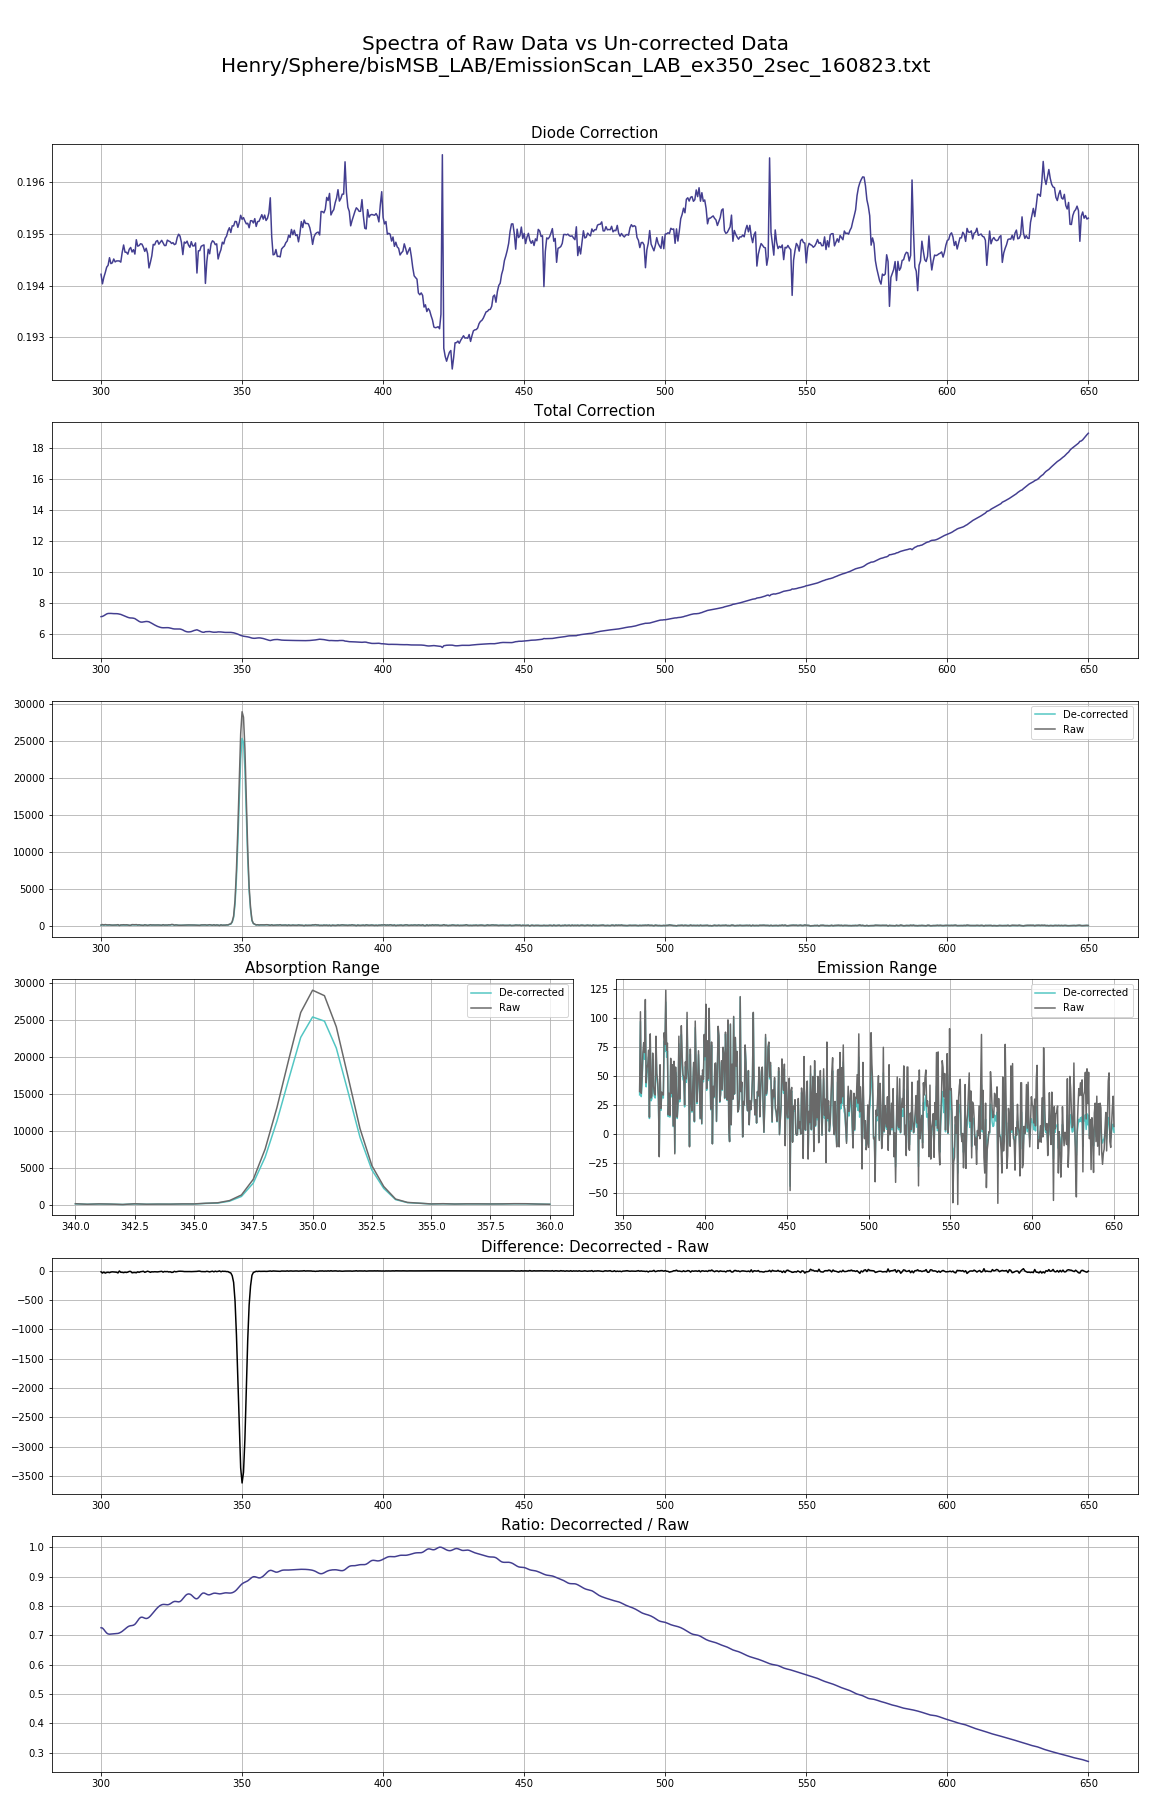 Spectra of Raw Data vs Un-corrected Data
Henry/Sphere/bisMSB_LAB/EmissionScan_LAB_ex350_2sec_160823.txt
Diode Correction
0.196
0.195
0.194
0.193
300 350 400 450 500 550 600 650
Total Correction
18
16
14
12
10
8
6
300 350 400 450 500 550 600 650
30000
25000
20000
15000
10000
5000
0
De-corrected
Raw
300 350 400 450 500 550 600 650
Absorption Range
30000
25000
20000
15000
10000
5000
0
De-corrected
Raw
340.0 342.5 345.0 347.5 350.0 352.5 355.0 357.5 360.0
Emission Range
125
100
75
50
25
0
−25
−50
De-corrected
Raw
350 400 450 500 550 600 650
Difference: Decorrected - Raw
0
−500
−1000
−1500
−2000
−2500
−3000
−3500
300 350 400 450 500 550 600 650
Ratio: Decorrected / Raw
1.0
0.9
0.8
0.7
0.6
0.5
0.4
0.3
300 350 400 450 500 550 600 650